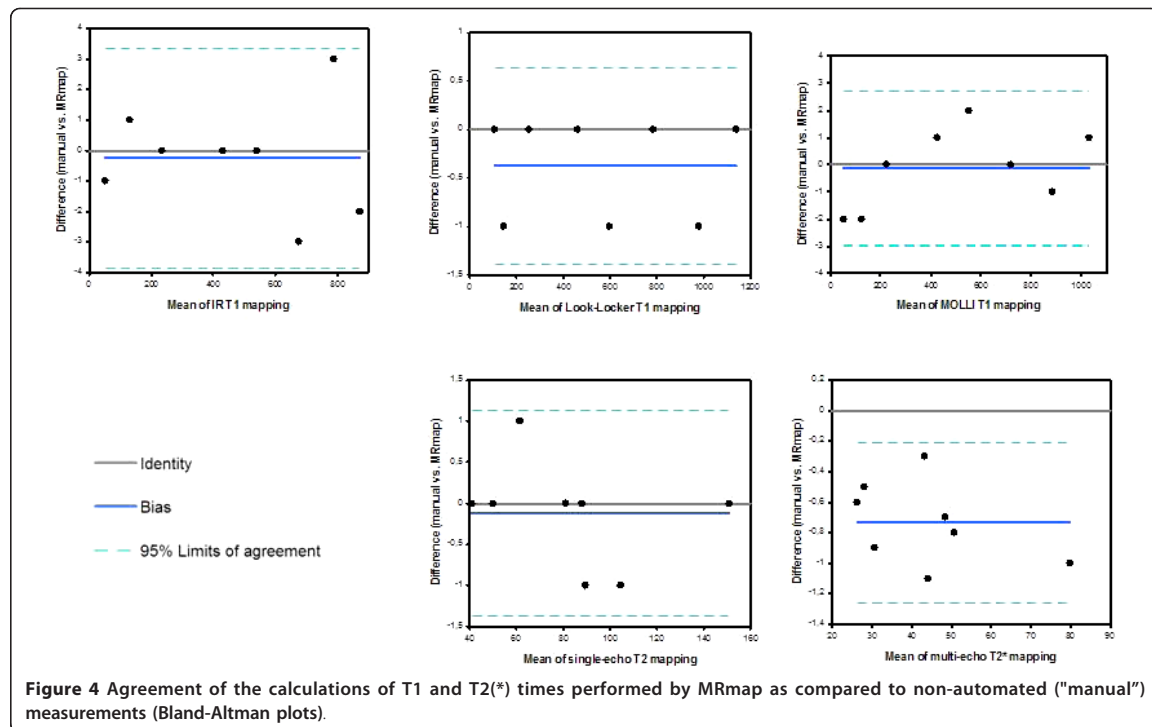 4
3
2
1
0
-1
-2
-3
-4
0 200 400 600 800
Difference (manual vs. MRmap)
Mean of IR T1 mapping
1
0.5
0
-0.5
-1
-1.5
0 200 400 600 800 1000 1200
Difference (manual vs. MRmap)
Mean of Look-Locker T1 mapping
4
3
2
1
0
-1
-2
-3
-4
0 200 400 600 800 1000
Difference (manual vs. MRmap)
Mean of MOLLI T1 mapping
Identity
Bias
95% Limits of agreement
1.5
1
0.5
0
-0.5
-1
-1.5
40 60 80 100 120 140 160
Difference (manual vs. MRmap)
Mean of single-echo T2 mapping
0.2
0
-0.2
-0.4
-0.6
-0.8
-1
-1.2
-1.4
20 30 40 50 60 70 80 90
Difference (manual vs. MRmap)
Mean of multi-echo T2* mapping
Figure 4 Agreement of the calculations of T1 and T2(*) times performed by MRmap as compared to non-automated ("manual")
measurements (Bland-Altman plots).